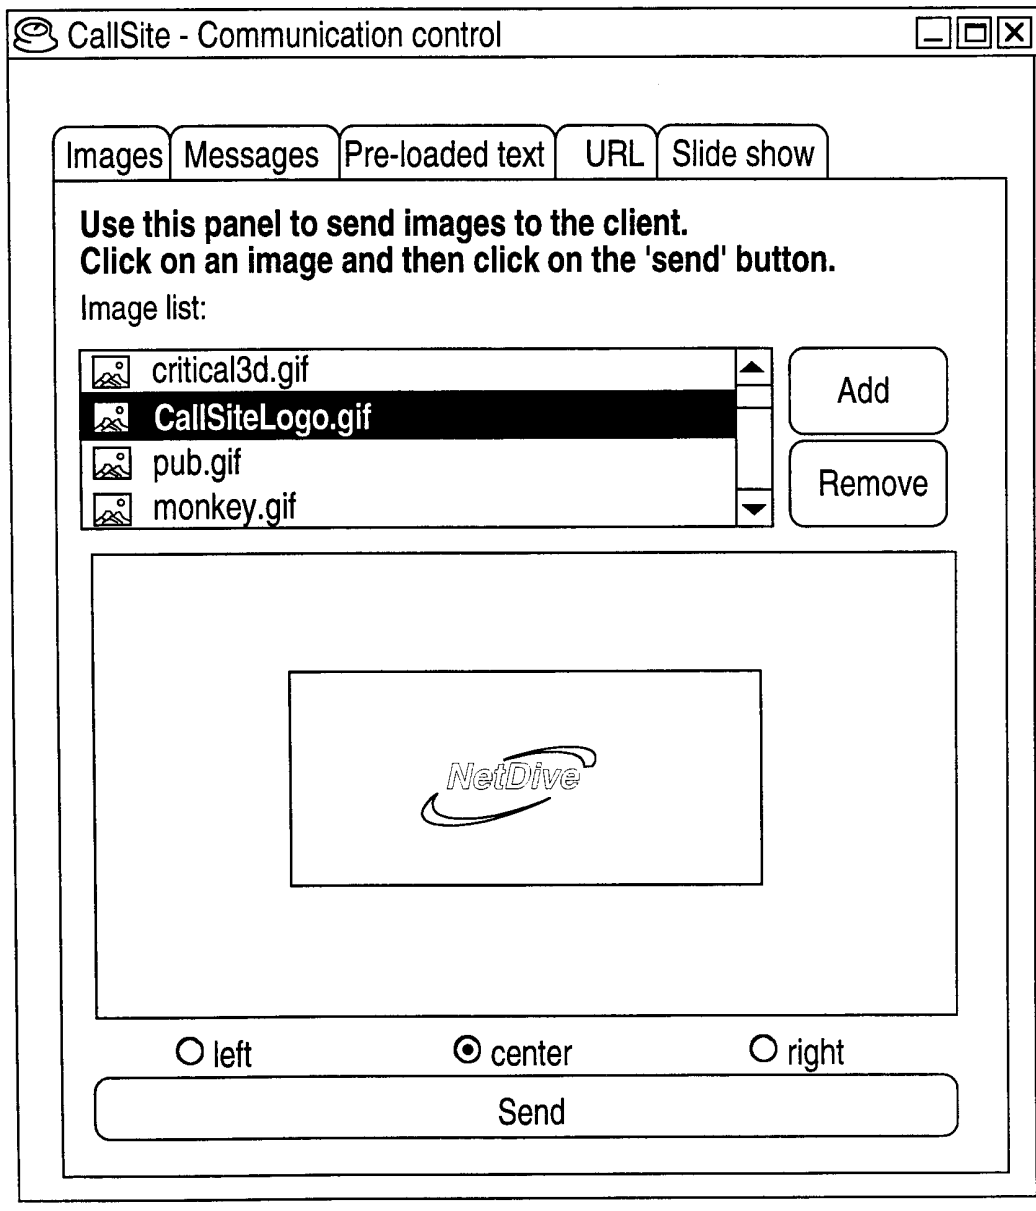 CallSite - Communication control
Images Messages Pre-loaded text URL Slide show
Use this panel to send images to the client.
Click on an image and then click on the 'send' button.
Image list:
critical3d.gif
CallSiteLogo.gif
pub.gif
monkey.gif
Add
Remove
NetDive
left center right
Send